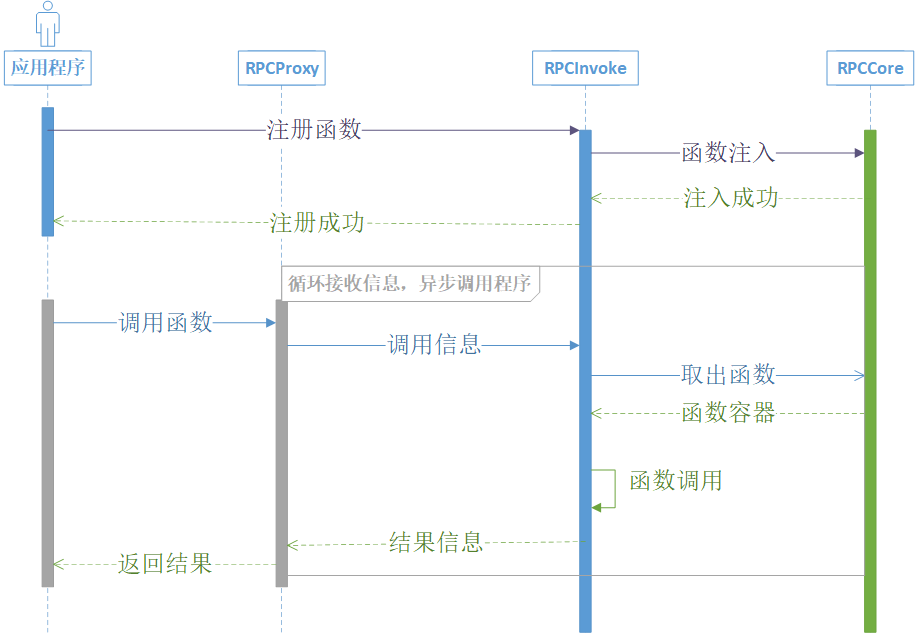 应用程序
RPCProxy
RPCInvoke
RPCCore
注册函数
函数注入
注入成功
注册成功
循环接收信息，异步调用程序
调用函数
调用信息
取出函数
函数容器
函数调用
结果信息
返回结果